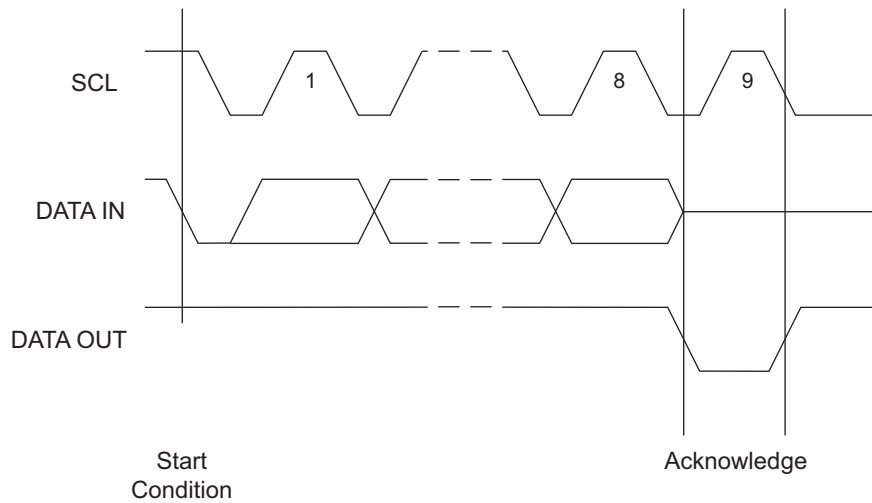 SCL
1
8
9
DATA IN
DATA OUT
Start
Condition
Acknowledge